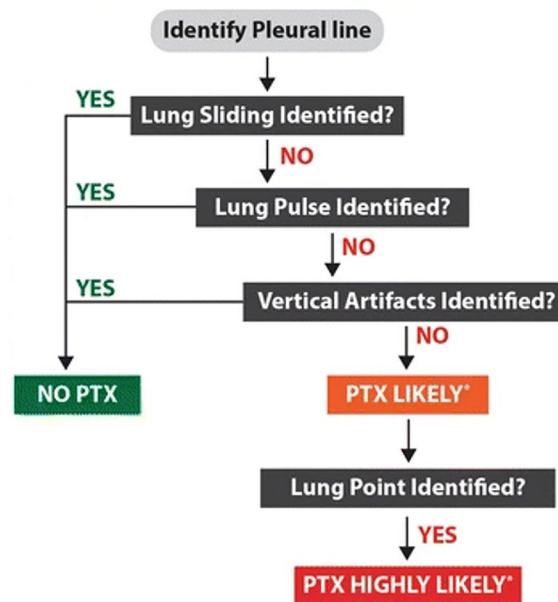 Identify Pleural line
YES
Lung Sliding Identified?
NO
YES
Lung Pulse Identified?
NO
YES
Vertical Artifacts Identified?
NO
NO PTX
PTX LIKELY*
Lung Point Identified?
YES
PTX HIGHLY LIKELY*